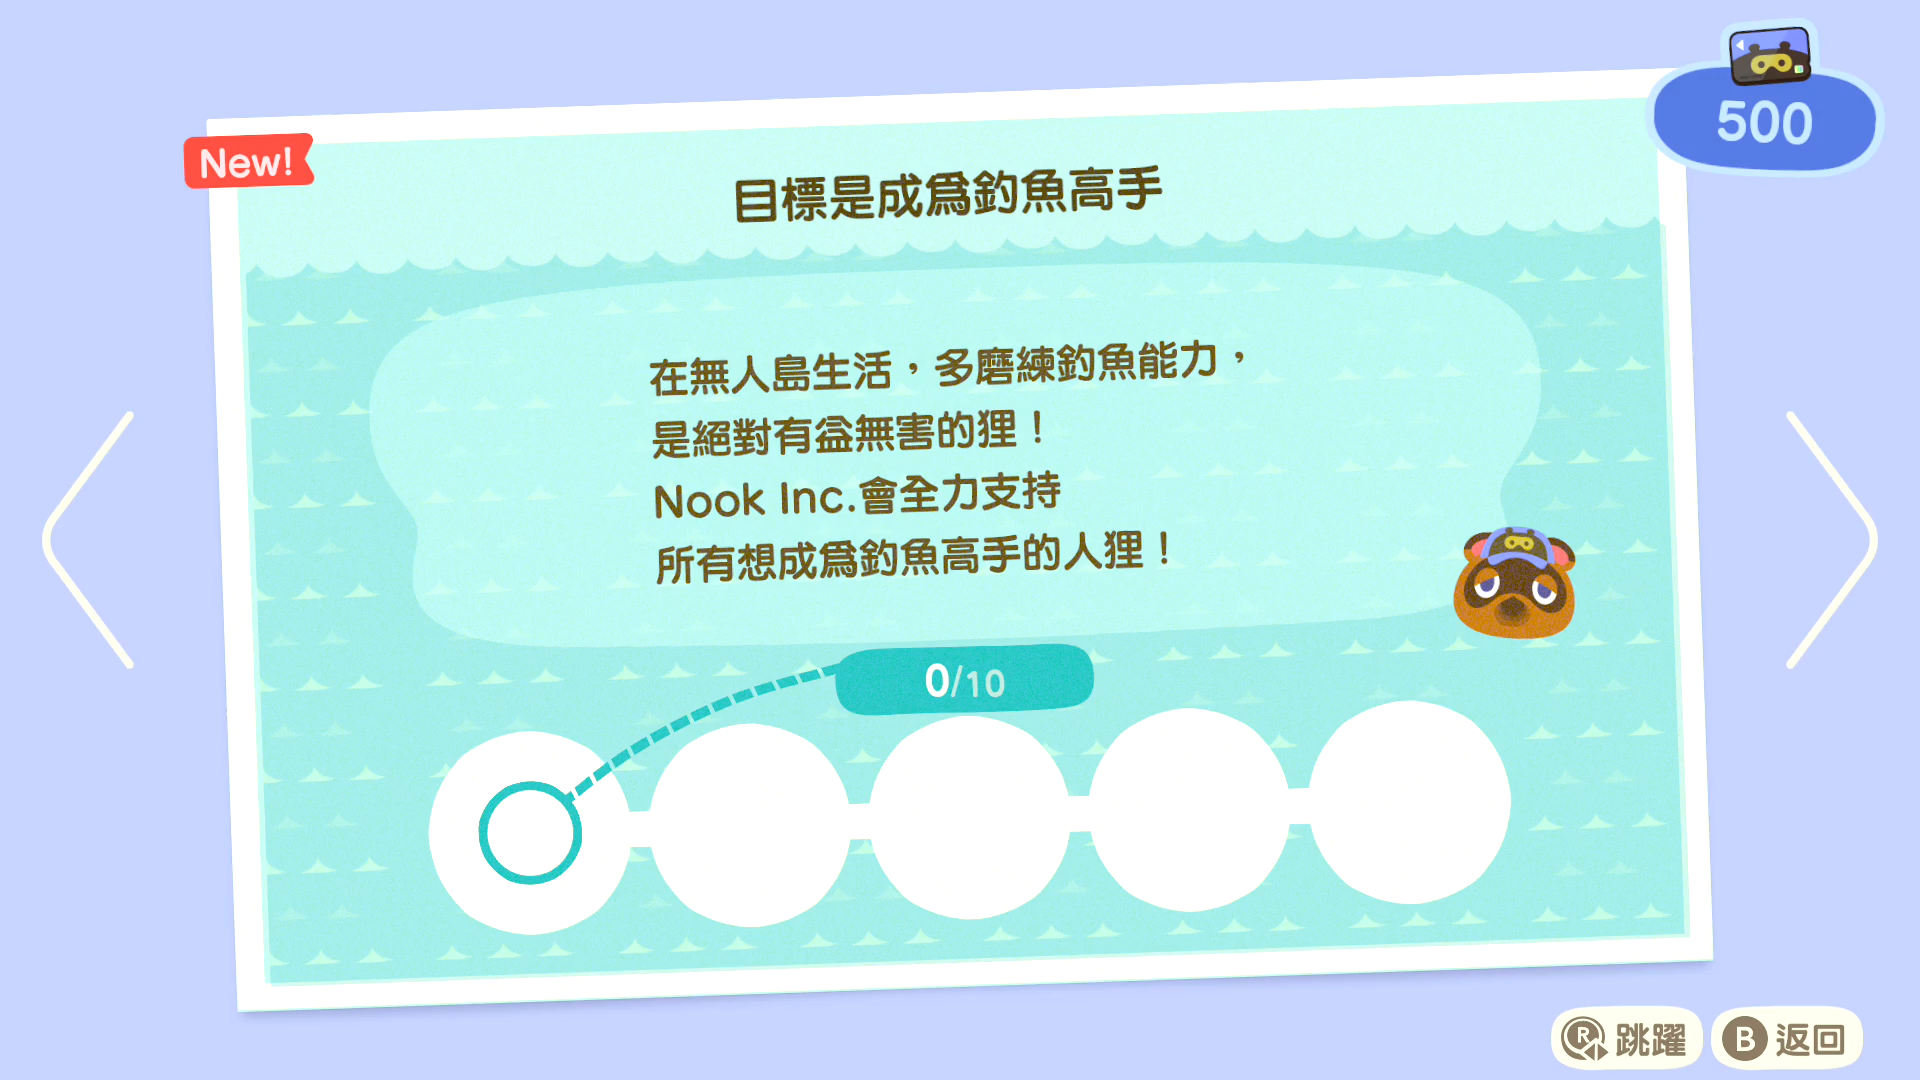 500
New!
目標是成爲釣魚高手
在無人島生活，多磨練釣魚能力，
是絕對有益無害的狸！
Nook Inc.會全力支持
所有想成爲釣魚高手的人狸！
0/10
R 跳躍
B 返回